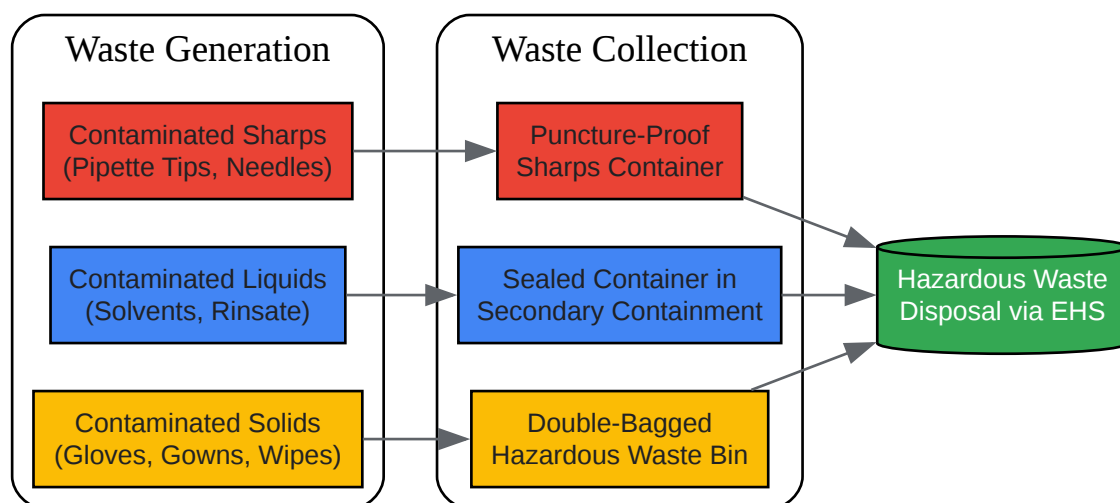 Waste Generation
Waste Collection
Contaminated Sharps
(Pipette Tips, Needles)
Puncture-Proof
Sharps Container
Contaminated Liquids
(Solvents, Rinsate)
Sealed Container in
Secondary Containment
Hazardous Waste
Disposal via EHS
Contaminated Solids
(Gloves, Gowns, Wipes)
Double-Bagged
Hazardous Waste Bin